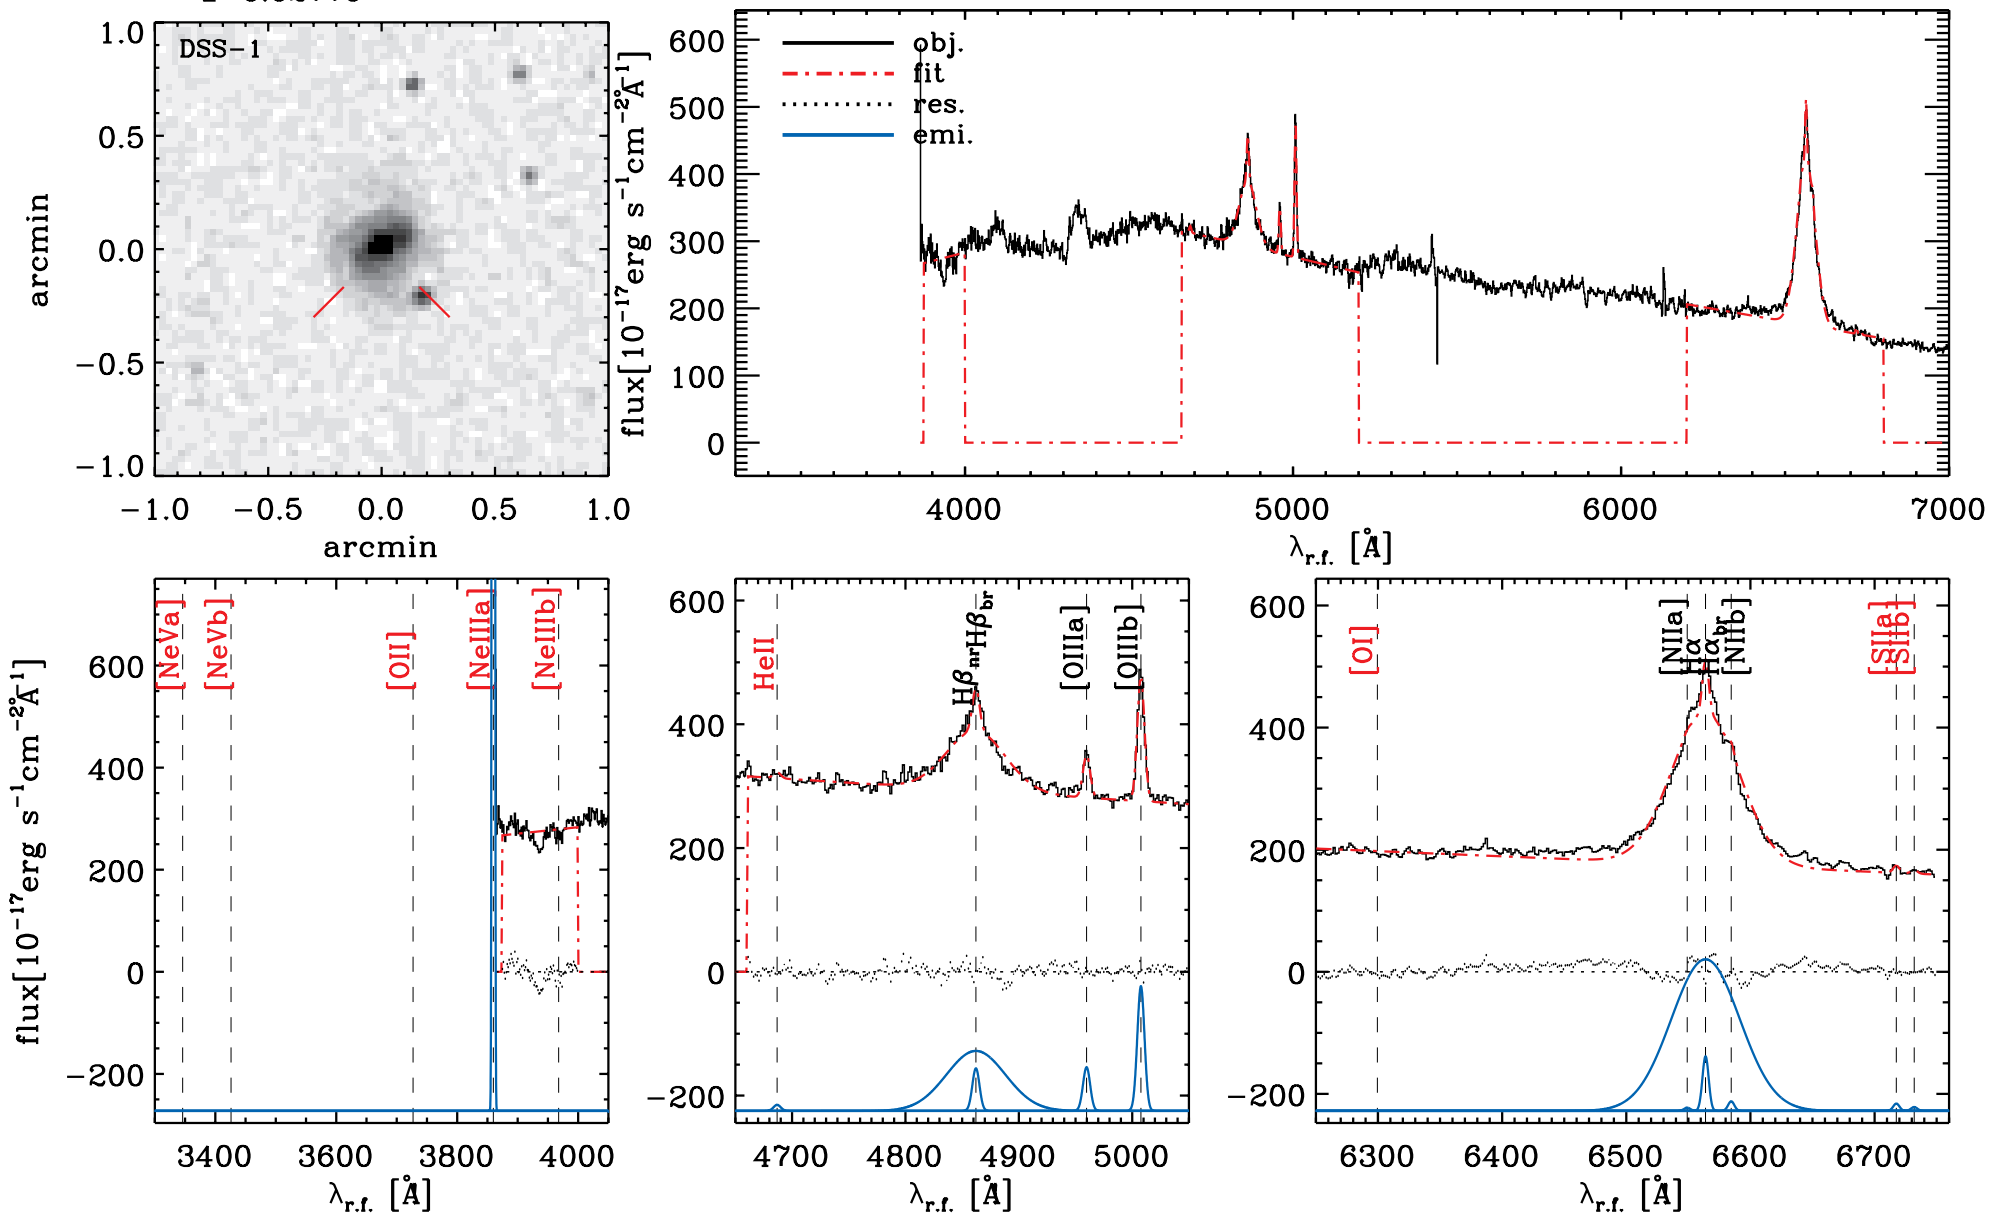 DSS-1
1.0
0.5
0.0
−0.5
−1.0
−1.0 −0.5 0.0 0.5 1.0
arcmin
arcmin
obj.
fit
res.
emi.
600
500
400
300
200
100
0
flux[10⁻¹⁷erg s⁻¹cm⁻²Å⁻¹]
4000 5000 6000 7000
λr.f. [Å]
[NeVa] [NeVb] [OII] [NeIIIa] [NeIIIb]
600
400
200
0
−200
flux[10⁻¹⁷erg s⁻¹cm⁻²Å⁻¹]
3400 3600 3800 4000
λr.f. [Å]
HeII Hβnr Hβbr [OIIIa] [OIIIb]
600
400
200
0
−200
4700 4800 4900 5000
λr.f. [Å]
[OI] [NIIa] Hα Hαbr [NIIb] [SIIa] [SIIb]
600
400
200
0
−200
6300 6400 6500 6600 6700
λr.f. [Å]